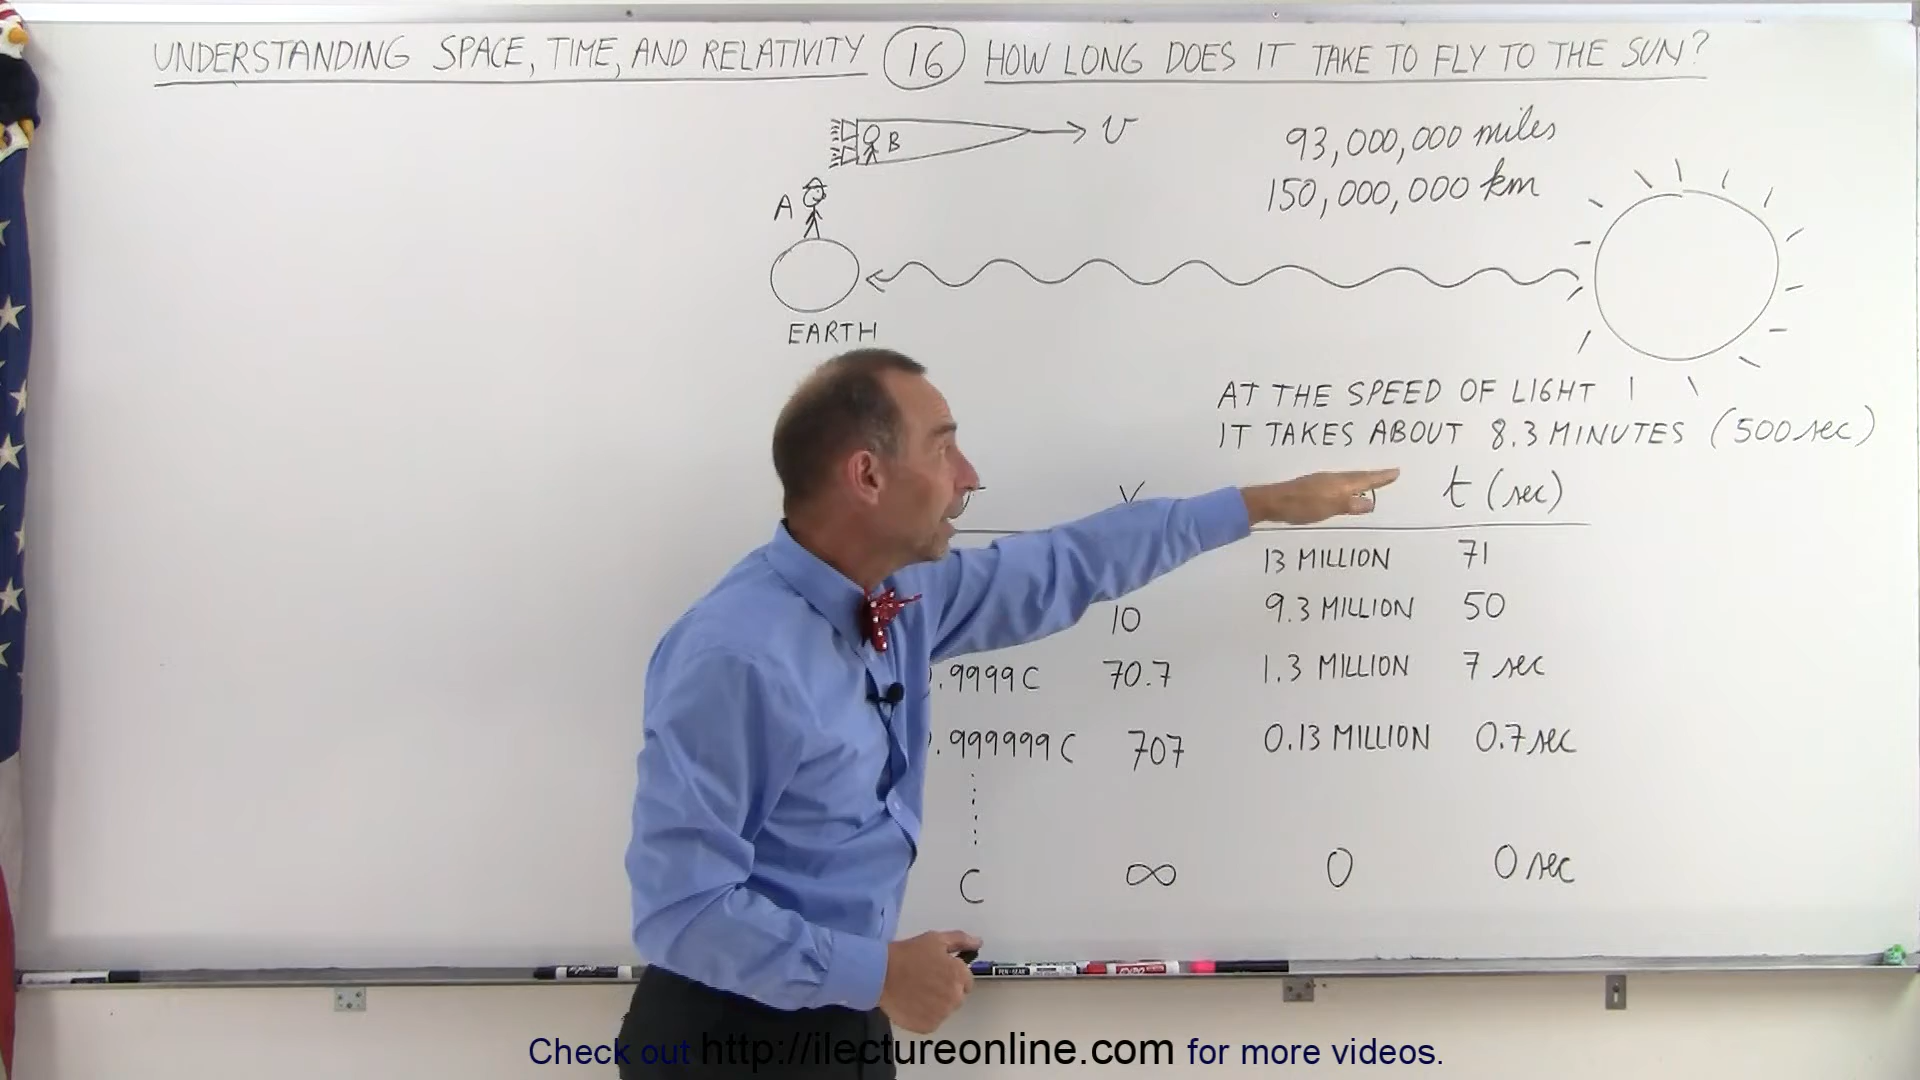 UNDERSTANDING SPACE, TIME, AND RELATIVITY 16 HOW LONG DOES IT TAKE TO FLY TO THE SUN?
B
v
93,000,000 miles
150,000,000 km
A
EARTH
AT THE SPEED OF LIGHT
IT TAKES ABOUT 8.3 MINUTES (500 sec)
t (sec)
13 MILLION 71
10 9.3 MILLION 50
.9999C 70.7 1.3 MILLION 7 sec
.999999C 707 0.13 MILLION 0.7 sec
C ∞ 0 0 sec
EXPO
Check out http://ilectureonline.com for more videos.